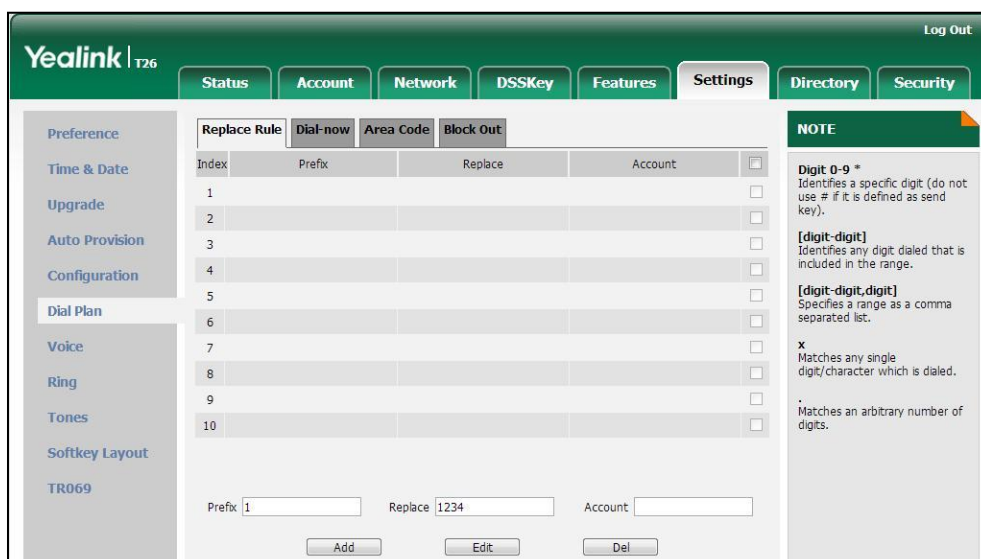 Log Out
Yealink T26
Status Account Network DSSKey Features Settings Directory Security
Preference
Time & Date
Upgrade
Auto Provision
Configuration
Dial Plan
Voice
Ring
Tones
Softkey Layout
TR069
Replace Rule Dial-now Area Code Block Out
Index Prefix Replace Account
1
2
3
4
5
6
7
8
9
10
Prefix 1 Replace 1234 Account
Add Edit Del
NOTE
Digit 0-9 *
Identifies a specific digit (do not
use # if it is defined as send
key).
[digit-digit]
Identifies any digit dialed that is
included in the range.
[digit-digit,digit]
Specifies a range as a comma
separated list.
x
Matches any single
digit/character which is dialed.
.
Matches an arbitrary number of
digits.